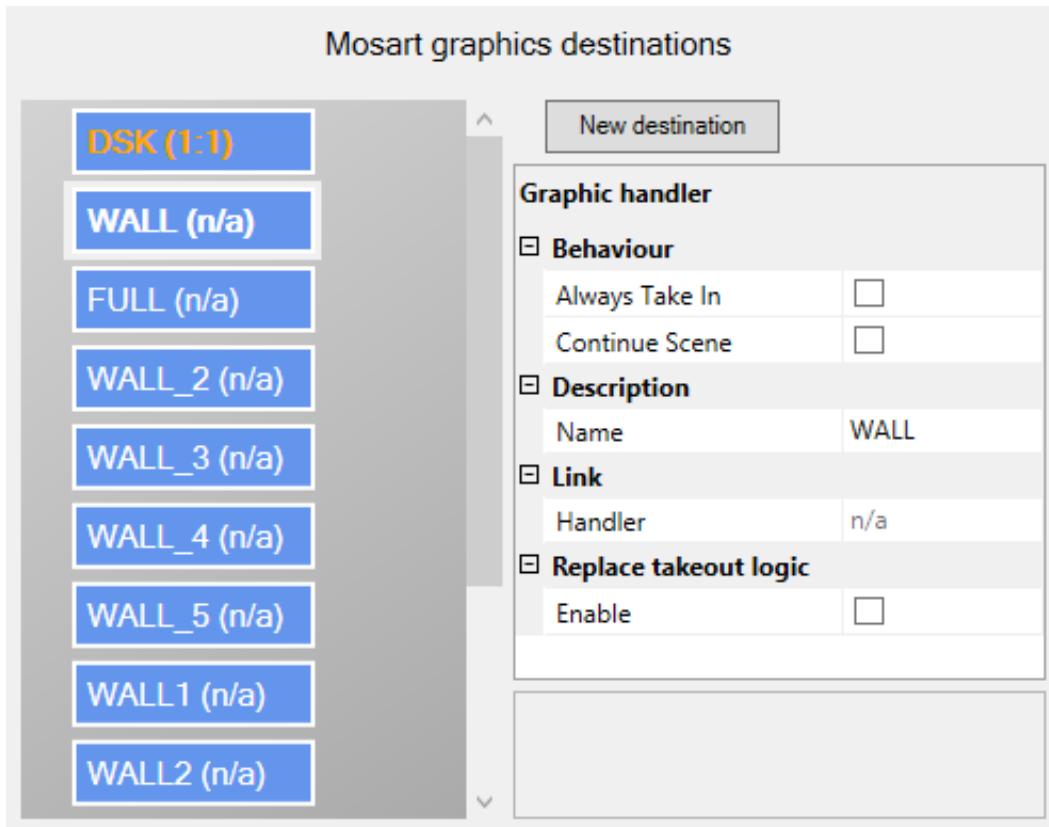 Mosart graphics destinations
DSK (1:1)
WALL (n/a)
FULL (n/a)
WALL_2 (n/a)
WALL_3 (n/a)
WALL_4 (n/a)
WALL_5 (n/a)
WALL1 (n/a)
WALL2 (n/a)
New destination
Graphic handler
Behaviour
Always Take In
Continue Scene
Description
Name WALL
Link
Handler n/a
Replace takeout logic
Enable